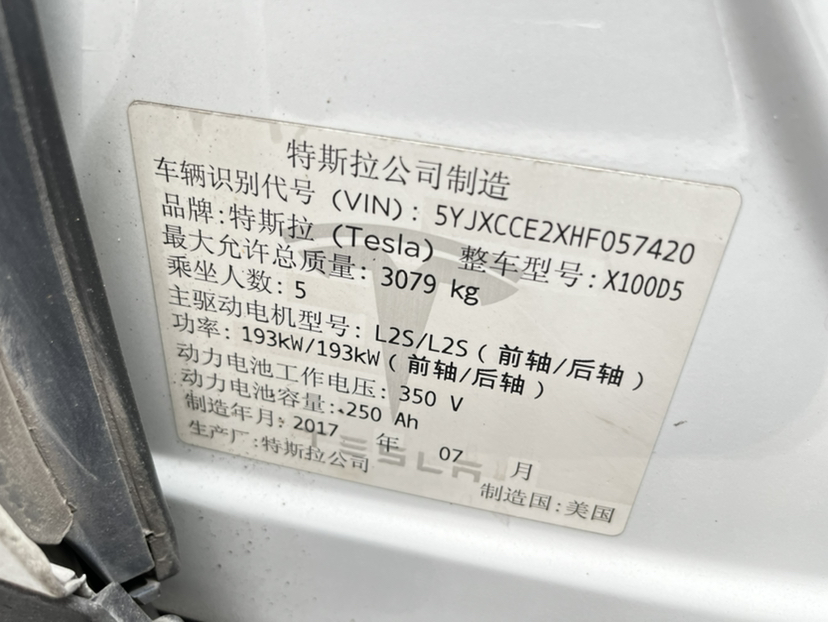 特斯拉公司制造
车辆识别代号 (VIN): 5YJXCCE2XHF057420
品牌:特斯拉 (Tesla) 整车型号:X100D5
最大允许总质量: 3079 kg
乘坐人数: 5
主驱动电机型号: L2S/L2S ( 前轴/后轴 )
功率: 193kW/193kW ( 前轴/后轴 )
动力电池工作电压: 350 V
动力电池容量: 250 Ah
制造年月: 2017 年 07 月
生产厂:特斯拉公司 制造国:美国
TESLA